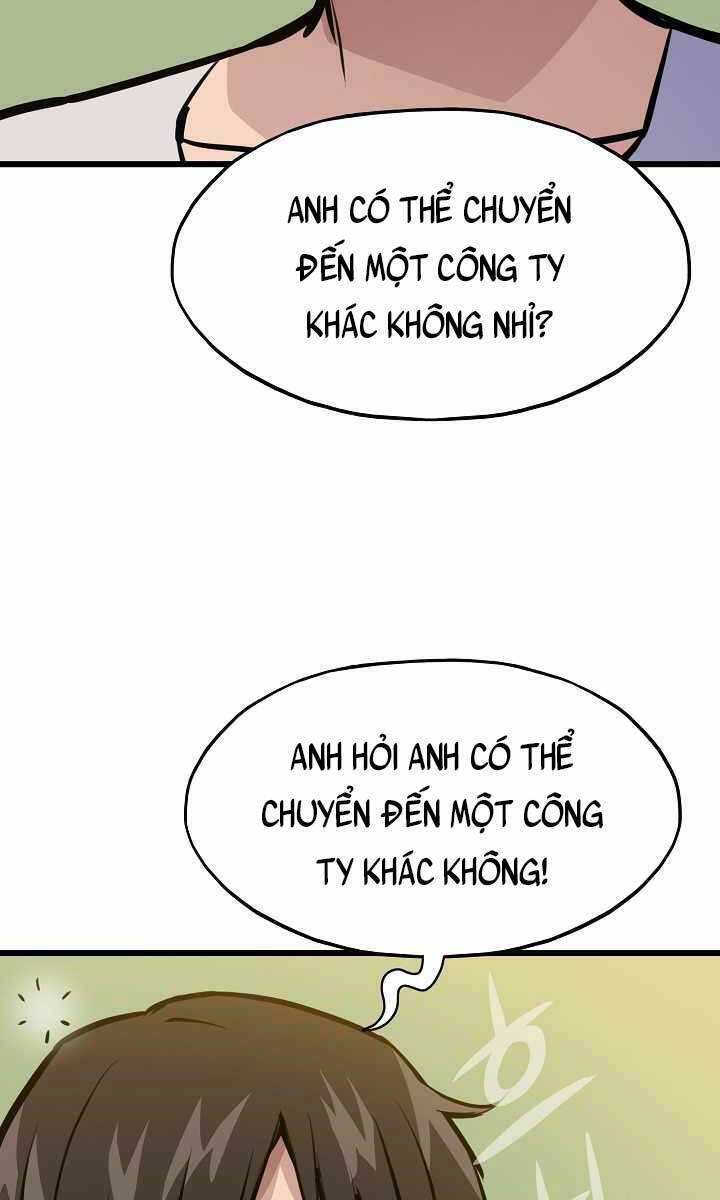 ANH CÓ THỂ CHUYỂN
ĐẾN MỘT CÔNG TY
KHÁC KHÔNG NHỈ?
ANH HỎI ANH CÓ THỂ
CHUYỂN ĐẾN MỘT CÔNG
TY KHÁC KHÔNG!